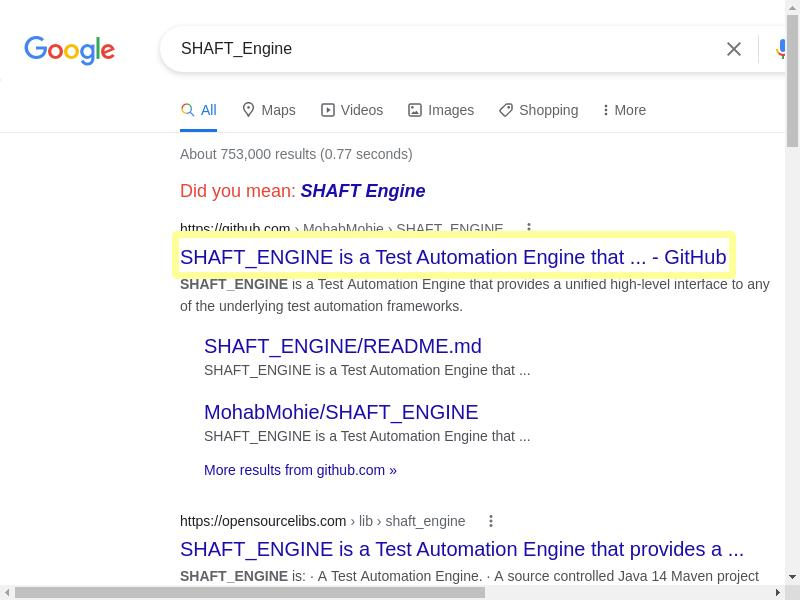 Google
SHAFT_Engine
All Maps Videos Images Shopping More
About 753,000 results (0.77 seconds)
Did you mean: SHAFT Engine
https://github.com › MohabMohie › SHAFT_ENGINE
SHAFT_ENGINE is a Test Automation Engine that ... - GitHub
SHAFT_ENGINE is a Test Automation Engine that provides a unified high-level interface to any
of the underlying test automation frameworks.
SHAFT_ENGINE/README.md
SHAFT_ENGINE is a Test Automation Engine that ...
MohabMohie/SHAFT_ENGINE
SHAFT_ENGINE is a Test Automation Engine that ...
More results from github.com »
https://opensourcelibs.com › lib › shaft_engine
SHAFT_ENGINE is a Test Automation Engine that provides a ...
SHAFT_ENGINE is: · A Test Automation Engine. · A source controlled Java 14 Maven project